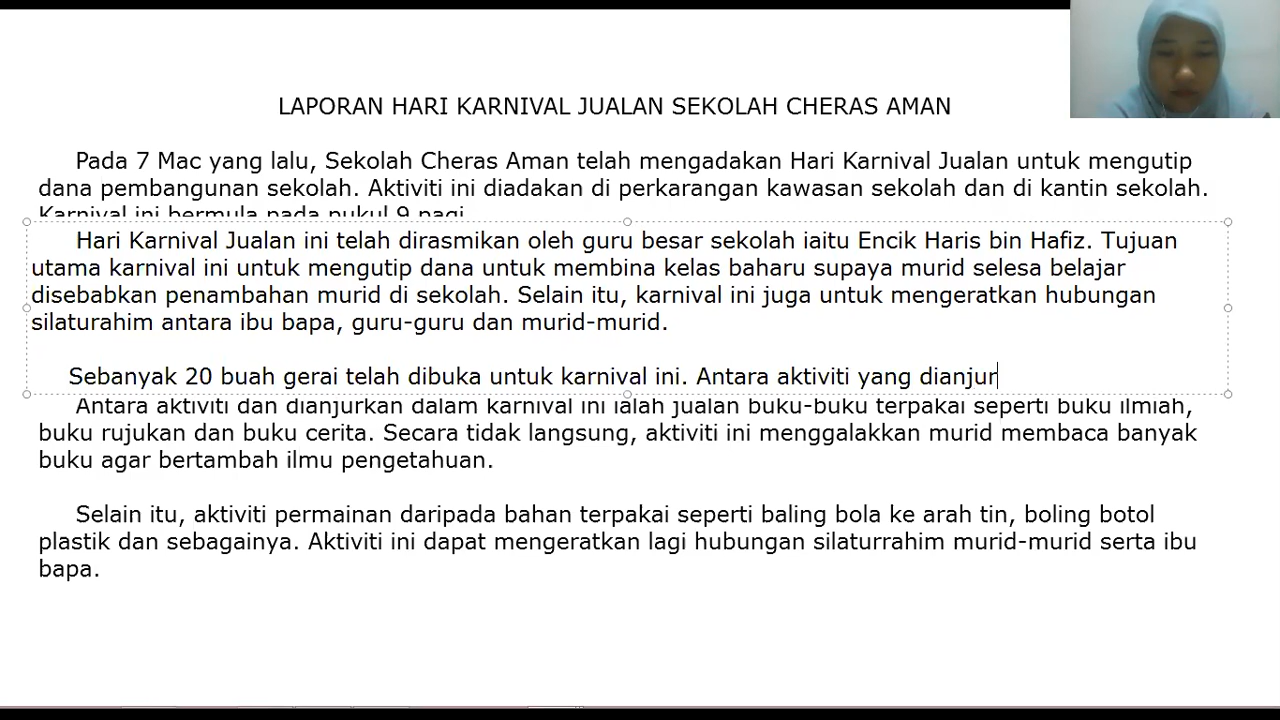 LAPORAN HARI KARNIVAL JUALAN SEKOLAH CHERAS AMAN
Pada 7 Mac yang lalu, Sekolah Cheras Aman telah mengadakan Hari Karnival Jualan untuk mengutip
dana pembangunan sekolah. Aktiviti ini diadakan di perkarangan kawasan sekolah dan di kantin sekolah.
Karnival ini bermula pada pukul 9 pagi.
Hari Karnival Jualan ini telah dirasmikan oleh guru besar sekolah iaitu Encik Haris bin Hafiz. Tujuan
utama karnival ini untuk mengutip dana untuk membina kelas baharu supaya murid selesa belajar
disebabkan penambahan murid di sekolah. Selain itu, karnival ini juga untuk mengeratkan hubungan
silaturahim antara ibu bapa, guru-guru dan murid-murid.
Sebanyak 20 buah gerai telah dibuka untuk karnival ini. Antara aktiviti yang dianjur
Antara aktiviti dan dianjurkan dalam karnival ini ialah jualan buku-buku terpakai seperti buku ilmiah,
buku rujukan dan buku cerita. Secara tidak langsung, aktiviti ini menggalakkan murid membaca banyak
buku agar bertambah ilmu pengetahuan.
Selain itu, aktiviti permainan daripada bahan terpakai seperti baling bola ke arah tin, boling botol
plastik dan sebagainya. Aktiviti ini dapat mengeratkan lagi hubungan silaturrahim murid-murid serta ibu
bapa.